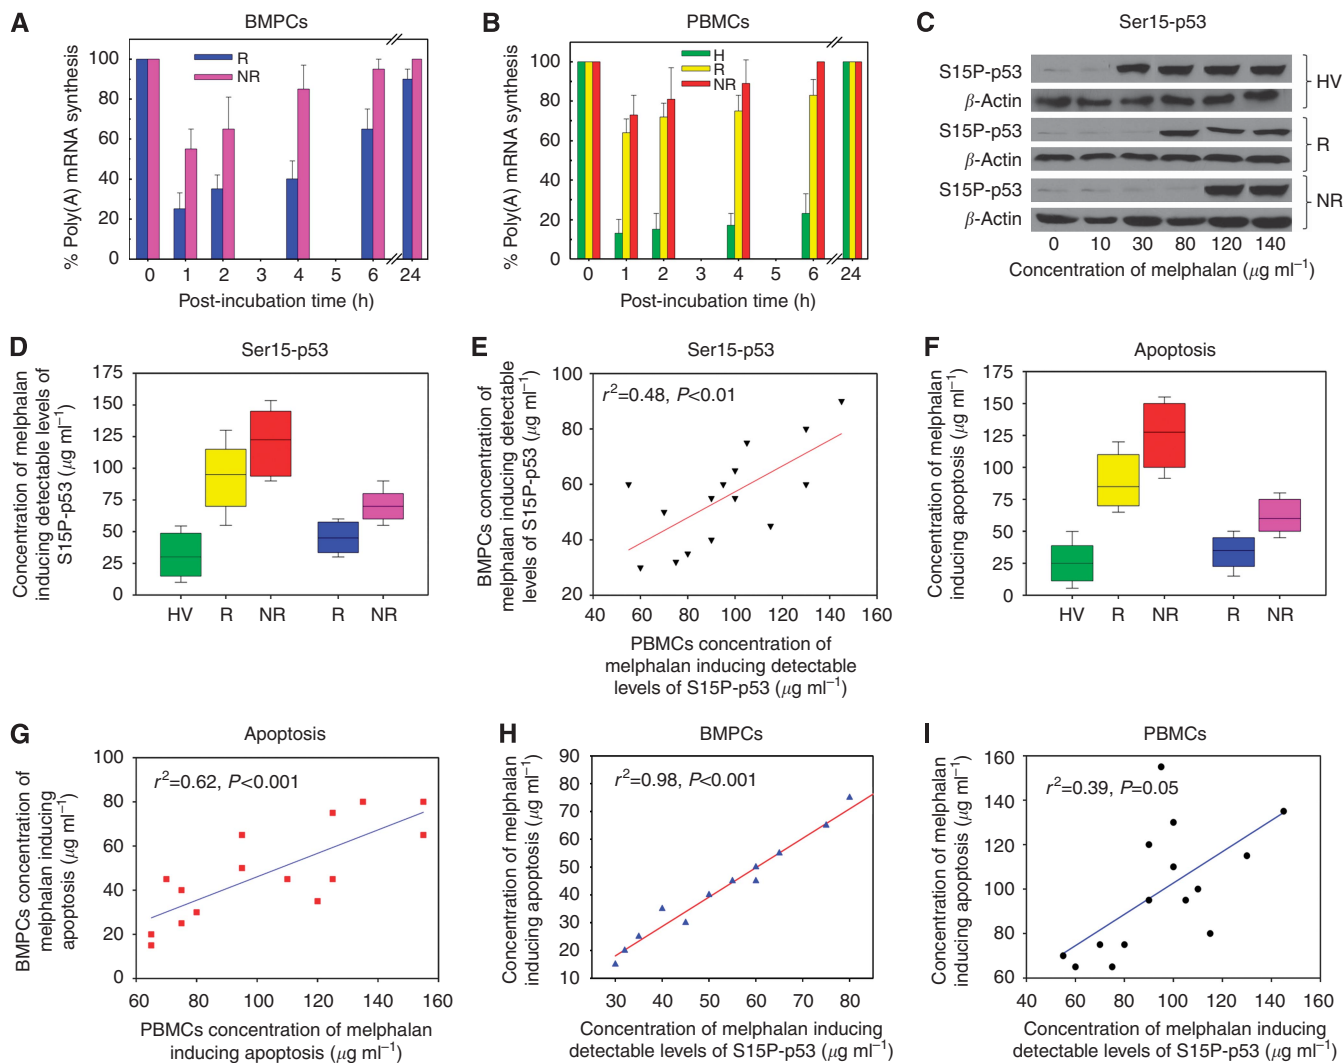 A
BMPCs
% Poly(A) mRNA synthesis
100
80
60
40
20
0
R
NR
0 1 2 3 4 5 6 24
Post-incubation time (h)
B
PBMCs
% Poly(A) mRNA synthesis
100
80
60
40
20
0
H
R
NR
0 1 2 3 4 5 6 24
Post-incubation time (h)
C
Ser15-p53
S15P-p53
β-Actin
HV
S15P-p53
β-Actin
R
S15P-p53
β-Actin
NR
0 10 30 80 120 140
Concentration of melphalan (μg ml⁻¹)
D
Ser15-p53
Concentration of melphalan
inducing detectable levels of
S15P-p53 (μg ml⁻¹)
175
150
125
100
75
50
25
0
HV R NR R NR
E
Ser15-p53
BMPCs concentration of
melphalan inducing detectable
levels of S15P-p53 (μg ml⁻¹)
r²=0.48, P<0.01
100
80
60
40
20
40 60 80 100 120 140 160
PBMCs concentration of
melphalan inducing detectable
levels of S15P-p53 (μg ml⁻¹)
F
Apoptosis
Concentration of melphalan
inducing apoptosis (μg ml⁻¹)
175
150
125
100
75
50
25
0
HV R NR R NR
G
Apoptosis
BMPCs concentration of
melphalan inducing
apoptosis (μg ml⁻¹)
r²=0.62, P<0.001
100
80
60
40
20
0
60 80 100 120 140 160
PBMCs concentration of melphalan
inducing apoptosis (μg ml⁻¹)
H
BMPCs
Concentration of melphalan
inducing apoptosis (μg ml⁻¹)
r²=0.98, P<0.001
90
80
70
60
50
40
30
20
10
30 40 50 60 70 80
Concentration of melphalan inducing
detectable levels of S15P-p53 (μg ml⁻¹)
I
PBMCs
Concentration of melphalan
inducing apoptosis (μg ml⁻¹)
r²=0.39, P=0.05
160
140
120
100
80
60
40 60 80 100 120 140 160
Concentration of melphalan inducing
detectable levels of S15P-p53 (μg ml⁻¹)